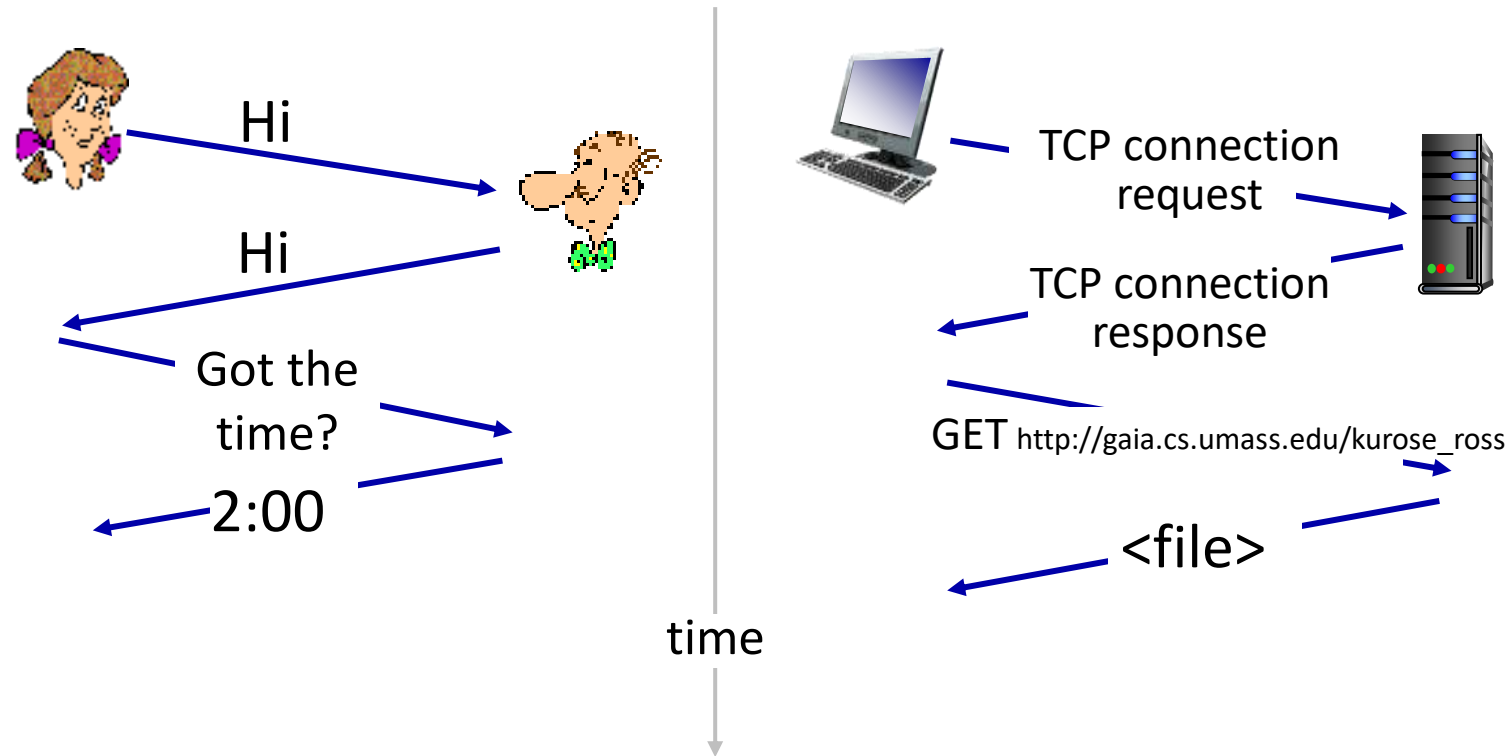 Hi
Hi
Got the
time?
2:00
TCP connection
request
TCP connection
response
GET http://gaia.cs.umass.edu/kurose_ross
<file>
time